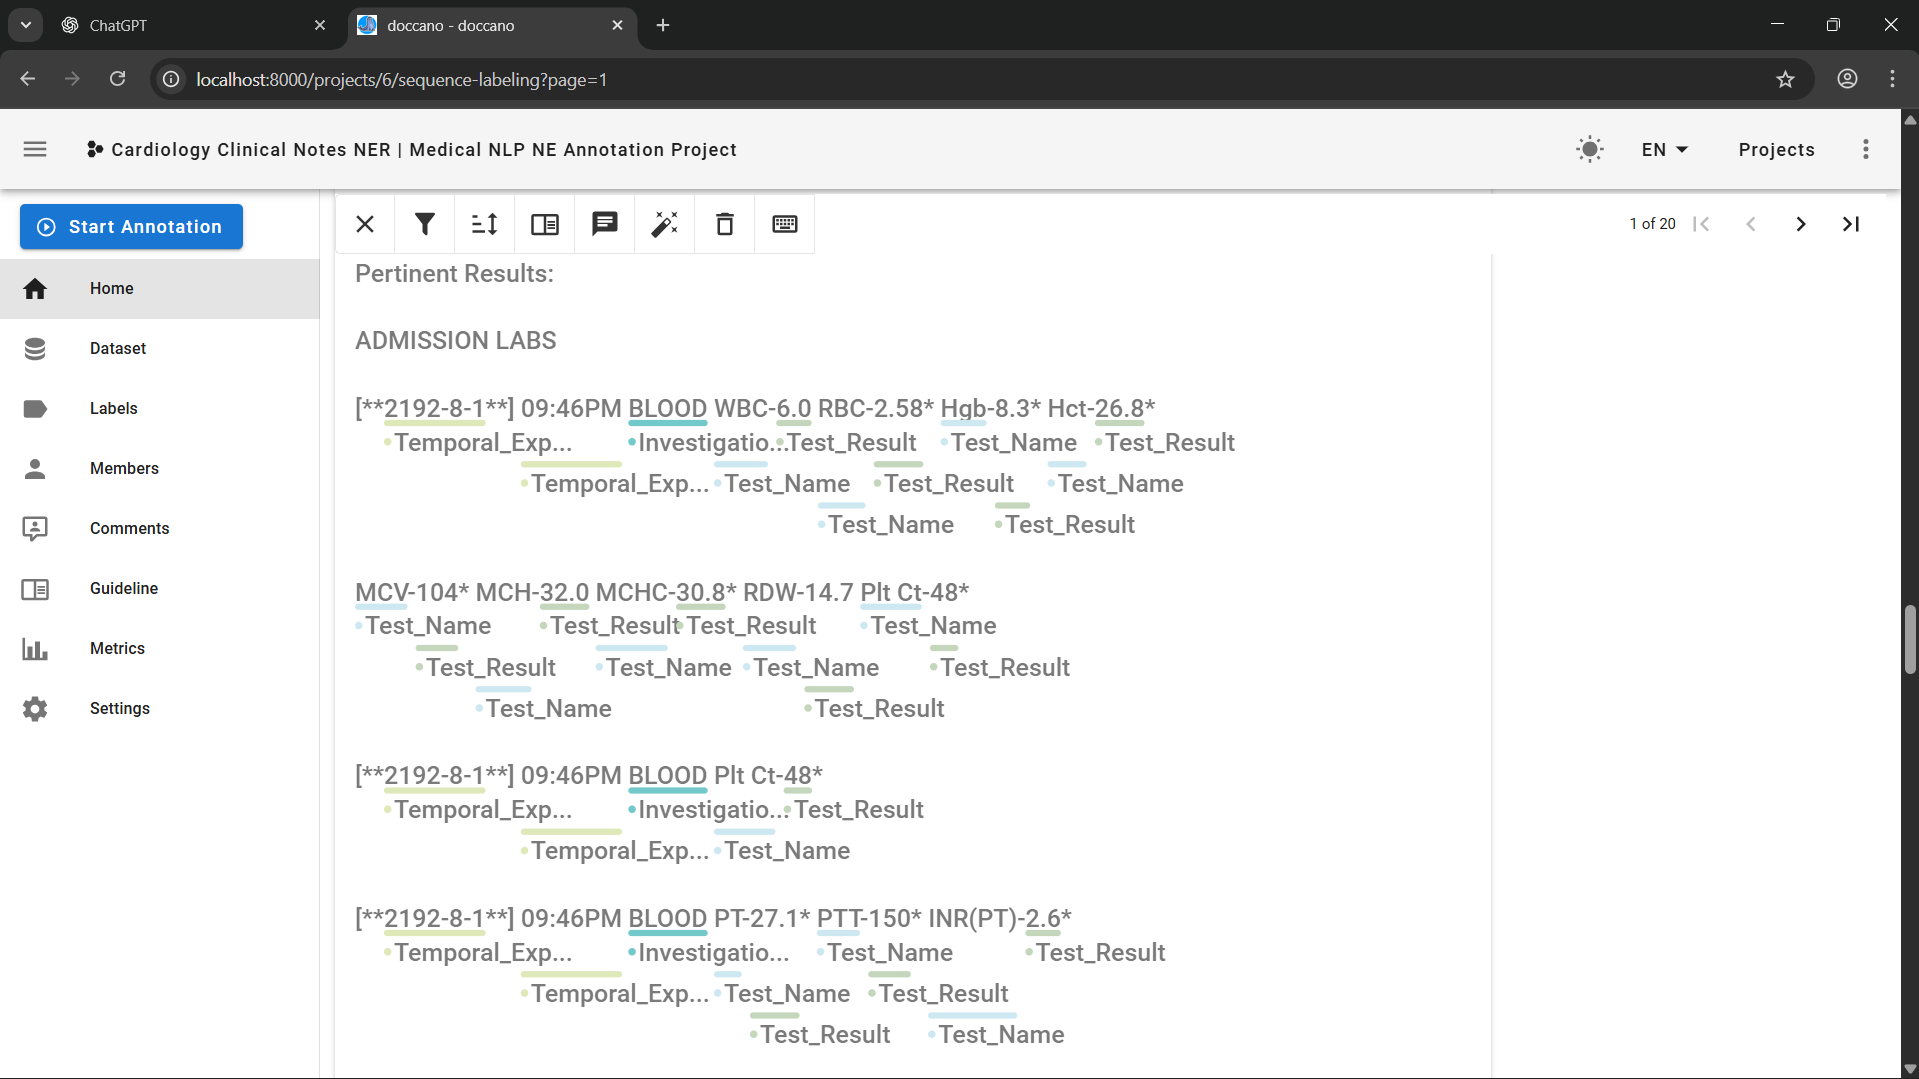 ChatGPT
doccano - doccano
localhost:8000/projects/6/sequence-labeling?page=1
Cardiology Clinical Notes NER | Medical NLP NE Annotation Project
EN
Projects
Start Annotation
1 of 20
Home
Dataset
Labels
Members
Comments
Guideline
Metrics
Settings
Pertinent Results:
ADMISSION LABS
[**2192-8-1**] 09:46PM BLOOD WBC-6.0 RBC-2.58* Hgb-8.3* Hct-26.8*
Temporal_Exp... Investigatio... Test_Result Test_Name Test_Result
Temporal_Exp... Test_Name Test_Result Test_Name
Test_Name Test_Result
MCV-104* MCH-32.0 MCHC-30.8* RDW-14.7 Plt Ct-48*
Test_Name Test_Result Test_Result Test_Name
Test_Result Test_Name Test_Name Test_Result
Test_Name Test_Result
[**2192-8-1**] 09:46PM BLOOD Plt Ct-48*
Temporal_Exp... Investigatio... Test_Result
Temporal_Exp... Test_Name
[**2192-8-1**] 09:46PM BLOOD PT-27.1* PTT-150* INR(PT)-2.6*
Temporal_Exp... Investigatio... Test_Name Test_Result
Temporal_Exp... Test_Name Test_Result
Test_Result Test_Name